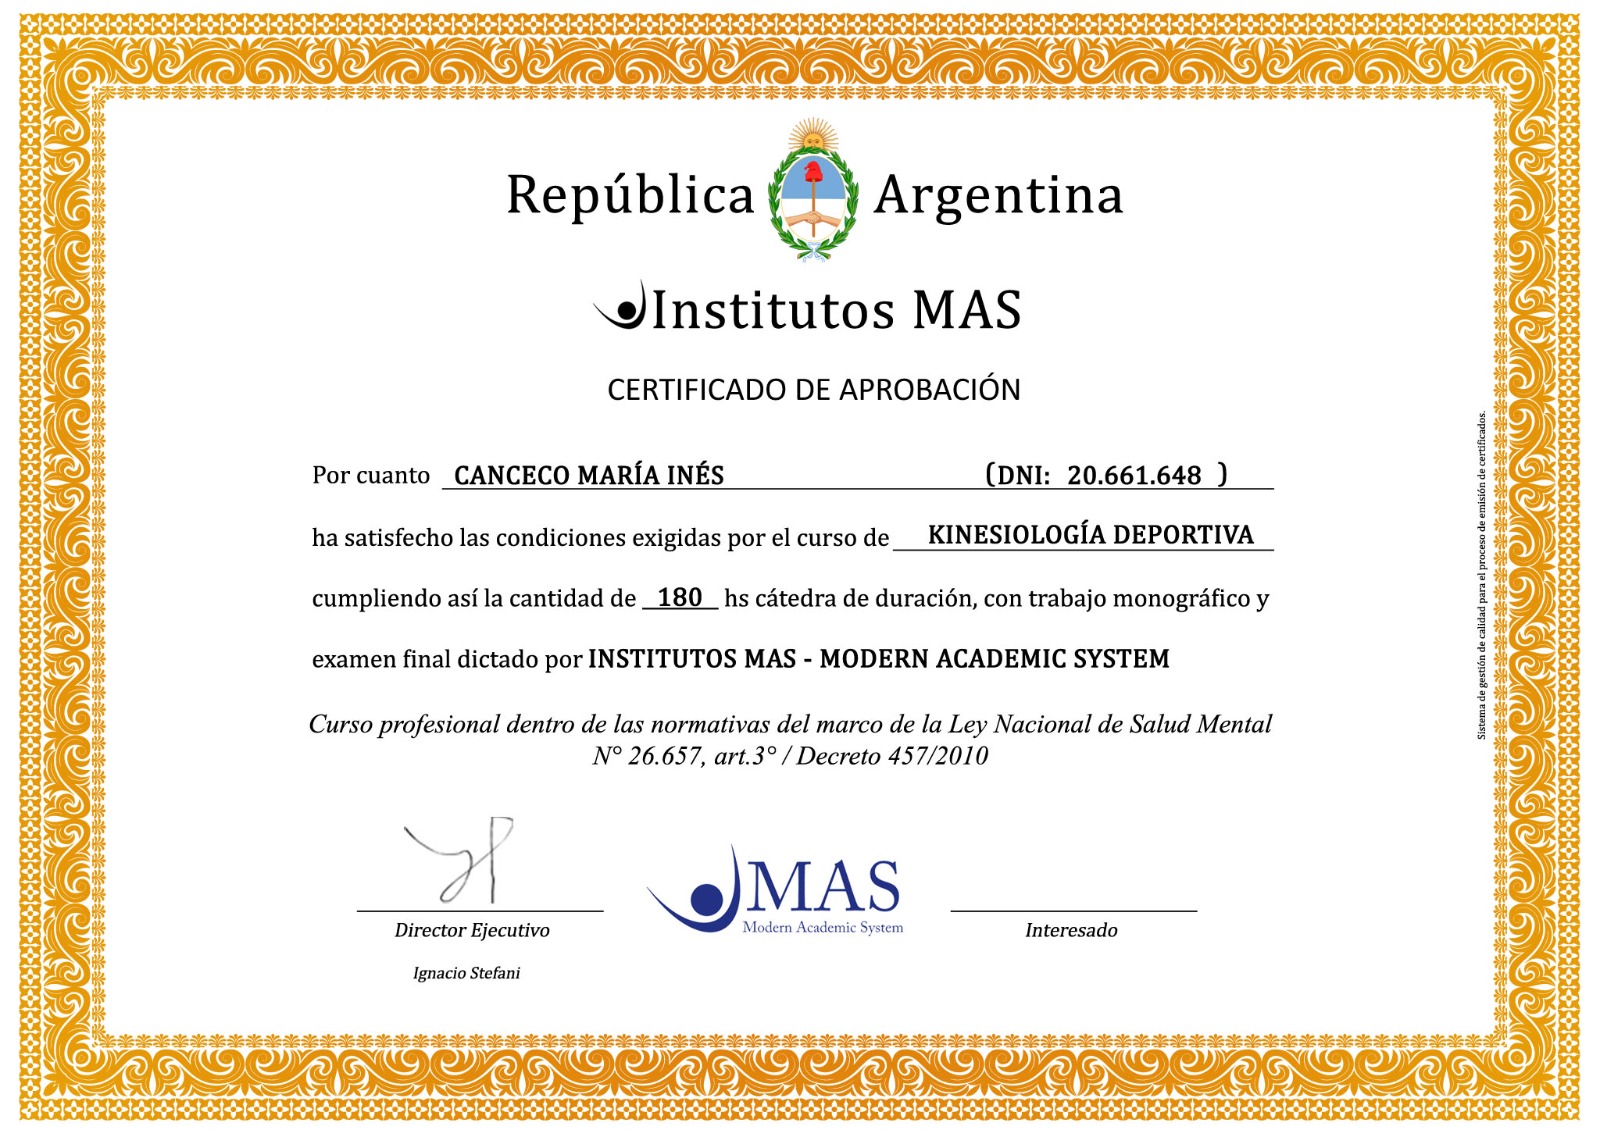 República Argentina
Institutos MAS
CERTIFICADO DE APROBACIÓN
Por cuanto CANCECO MARÍA INÉS (DNI: 20.661.648 )
ha satisfecho las condiciones exigidas por el curso de KINESIOLOGÍA DEPORTIVA
cumpliendo así la cantidad de 180 hs cátedra de duración, con trabajo monográfico y
examen final dictado por INSTITUTOS MAS - MODERN ACADEMIC SYSTEM
Curso profesional dentro de las normativas del marco de la Ley Nacional de Salud Mental
N° 26.657, art.3° / Decreto 457/2010
Director Ejecutivo
Ignacio Stefani
MAS
Modern Academic System
Interesado
Sistema de gestión de calidad para el proceso de emisión de certificados.